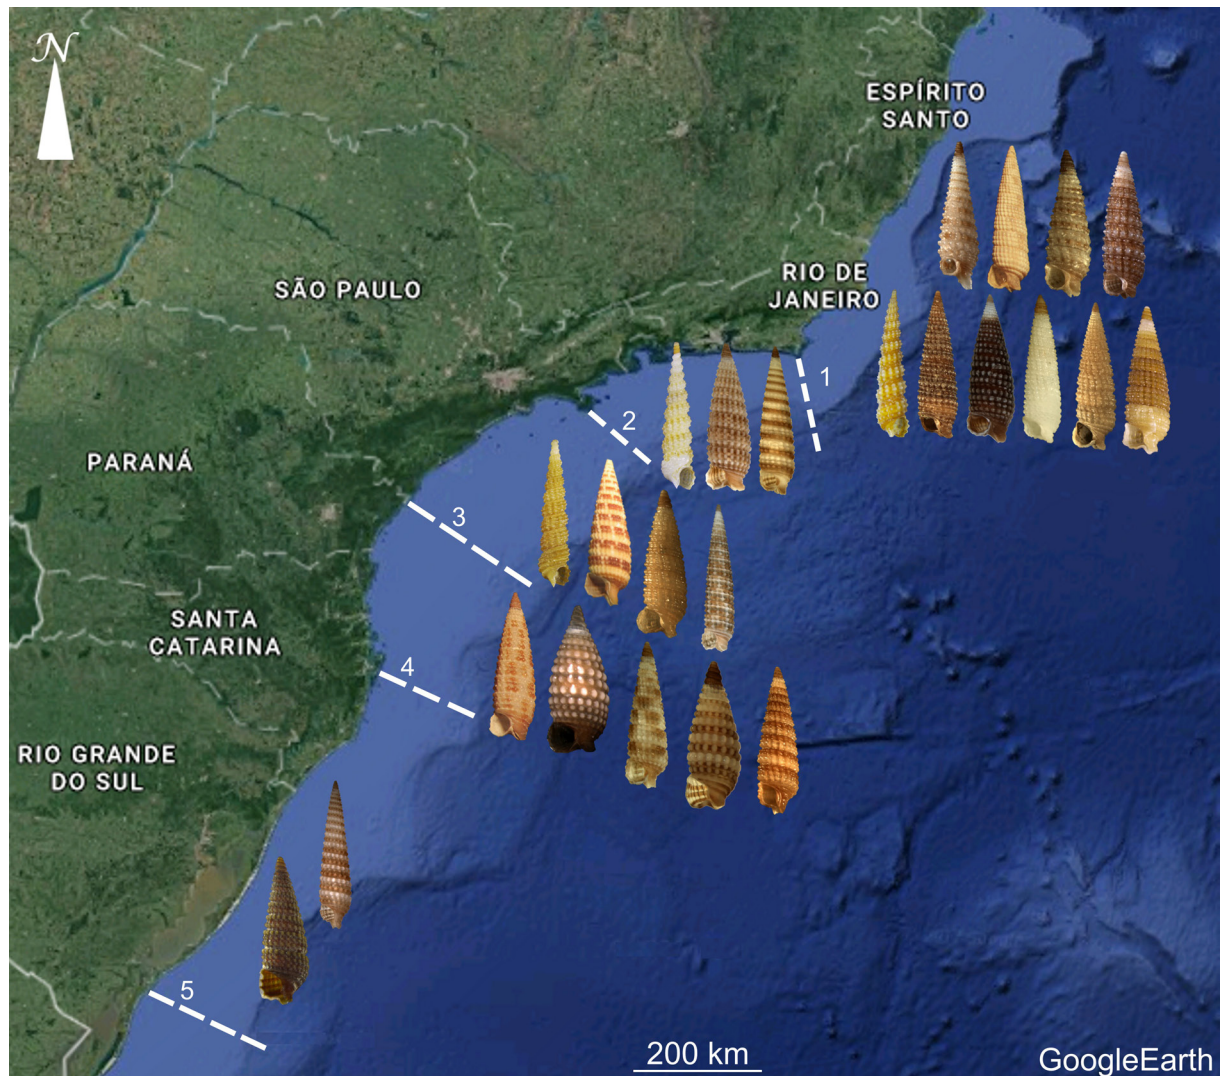 N
ESPÍRITO
SANTO
RIO DE
JANEIRO
SÃO PAULO
1
2
PARANÁ
3
SANTA
CATARINA
4
RIO GRANDE
DO SUL
5
200 km
GoogleEarth